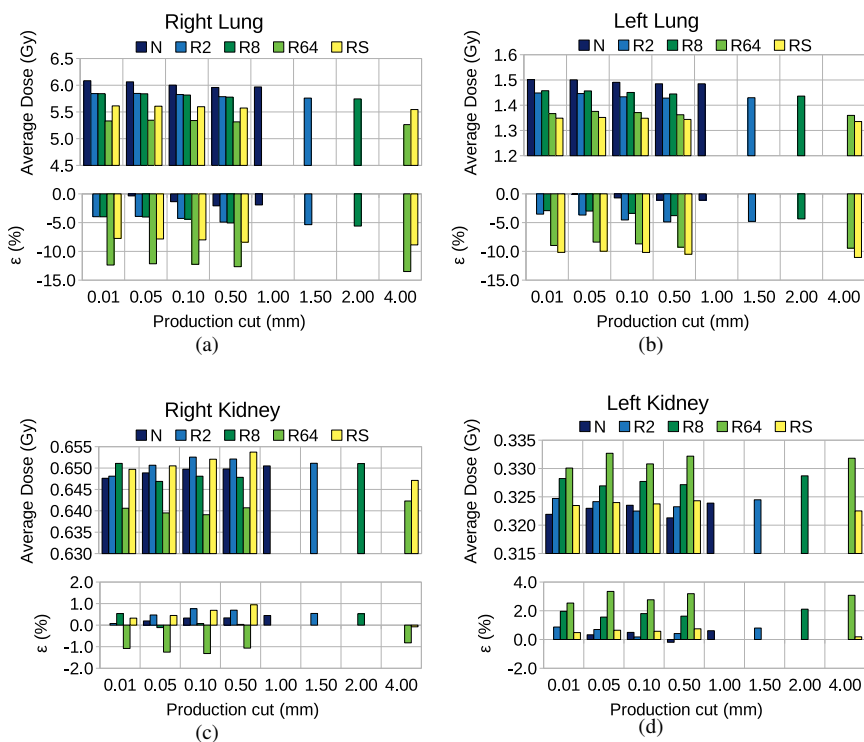 Right Lung
N R2 R8 R64 RS
Average Dose (Gy)
6.5
6.0
5.5
5.0
4.5
ε (%)
0.0
-5.0
-10.0
-15.0
0.01 0.05 0.10 0.50 1.00 1.50 2.00 4.00
Production cut (mm)
(a)
Left Lung
N R2 R8 R64 RS
Average Dose (Gy)
1.6
1.5
1.4
1.3
1.2
ε (%)
0.0
-5.0
-10.0
-15.0
0.01 0.05 0.10 0.50 1.00 1.50 2.00 4.00
Production cut (mm)
(b)
Right Kidney
N R2 R8 R64 RS
Average Dose (Gy)
0.655
0.650
0.645
0.640
0.635
0.630
ε (%)
2.0
1.0
0.0
-1.0
-2.0
0.01 0.05 0.10 0.50 1.00 1.50 2.00 4.00
Production cut (mm)
(c)
Left Kidney
N R2 R8 R64 RS
Average Dose (Gy)
0.335
0.325
0.320
0.315
ε (%)
4.0
2.0
0.0
-2.0
0.01 0.05 0.10 0.50 1.00 1.50 2.00 4.00
Production cut (mm)
(d)